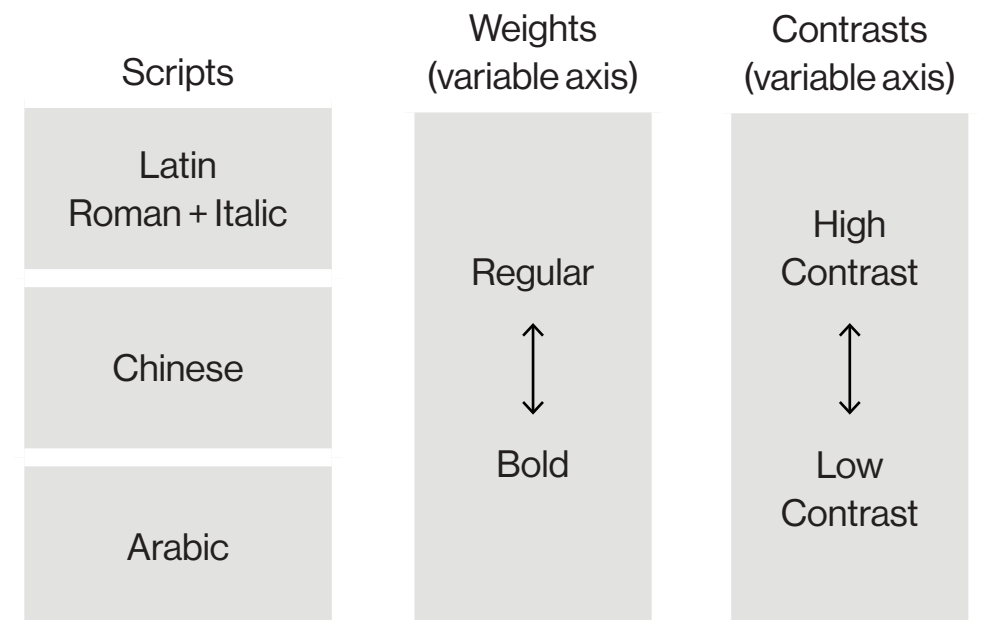 Scripts
Latin
Roman + Italic
Chinese
Arabic
Weights
(variable axis)
Regular
Bold
Contrasts
(variable axis)
High
Contrast
Low
Contrast